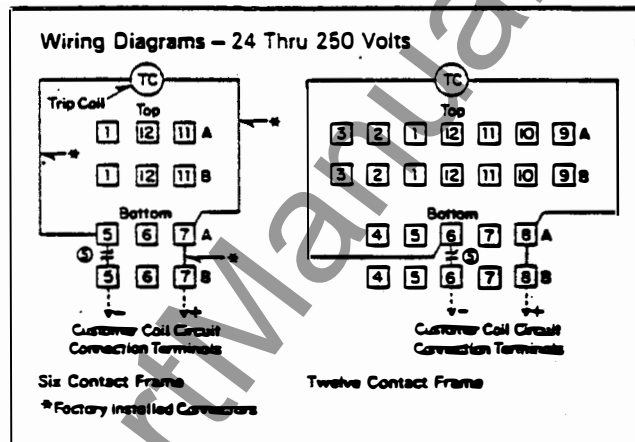 Wiring Diagrams – 24 Thru 250 Volts
TC TC
Trip Coil
Top Top
1 12 11 A 3 2 1 12 11 10 9 A
*
*
1 12 11 B 3 2 1 12 11 10 9 B
Bottom Bottom
5 6 7 A 4 5 6 7 8 A
⑤ * ⑤
5 6 7 B 4 5 6 7 8 B
- + - +
Customer Coil Circuit Customer Coil Circuit
Connection Terminals Connection Terminals
Six Contact Frame Twelve Contact Frame
*Factory Installed Connectors